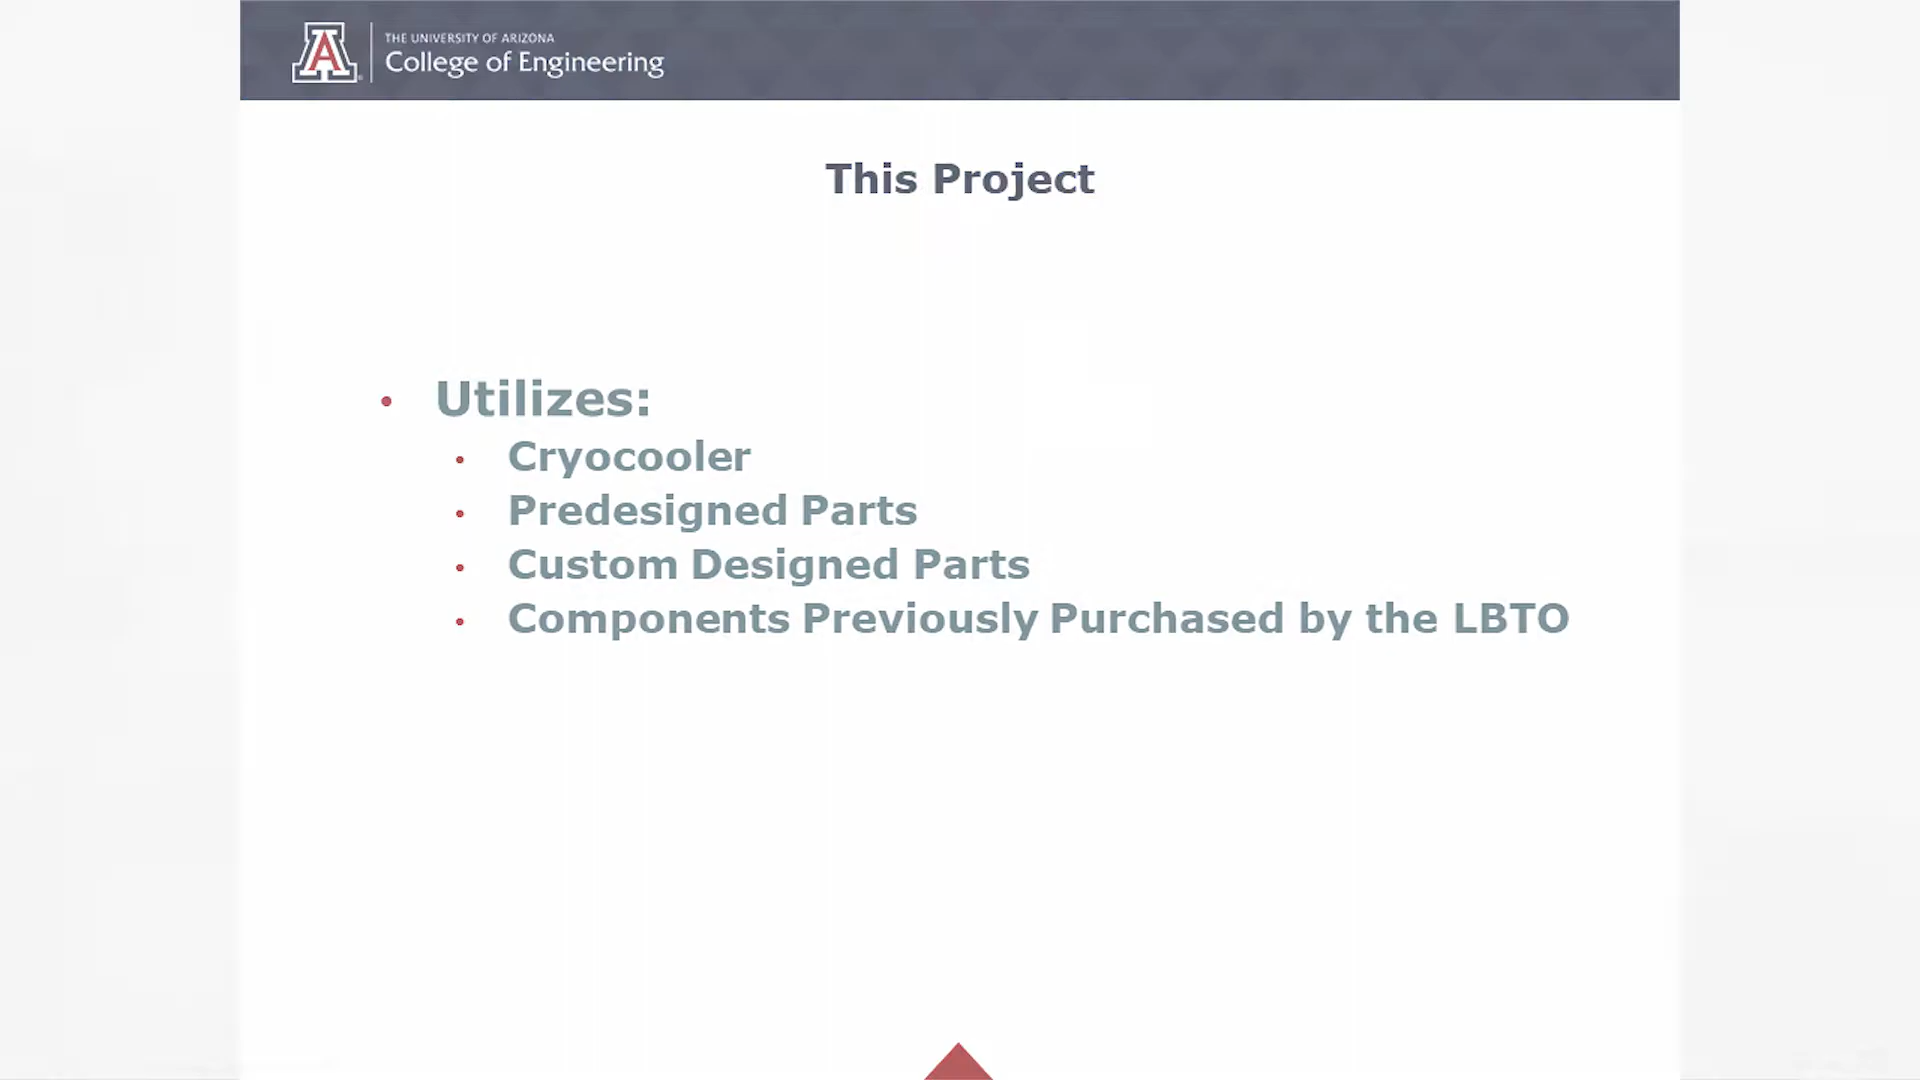 A
THE UNIVERSITY OF ARIZONA
College of Engineering
This Project
• Utilizes:
• Cryocooler
• Predesigned Parts
• Custom Designed Parts
• Components Previously Purchased by the LBTO